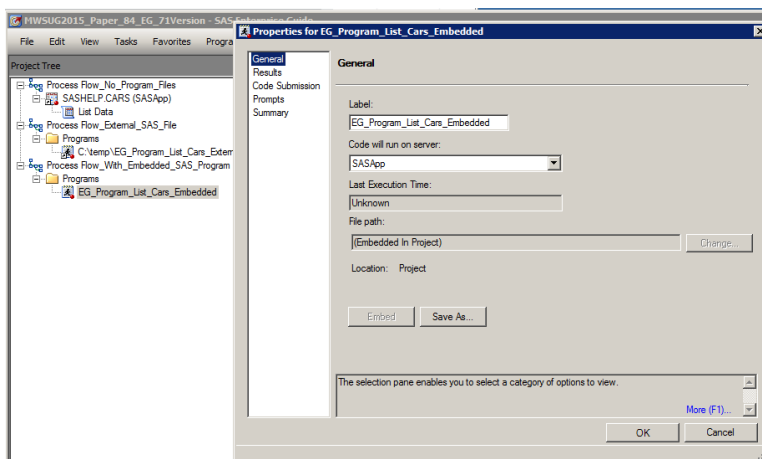 MWSUG2015_Paper_84_EG_71Version - SAS Enterprise Guide
File Edit View Tasks Favorites Progra
Project Tree
Process Flow_No_Program_Files
SASHELP.CARS (SASApp)
List Data
Process Flow_External_SAS_File
Programs
C:\temp\EG_Program_List_Cars_Extern
Process Flow_With_Embedded_SAS_Program
Programs
EG_Program_List_Cars_Embedded
Properties for EG_Program_List_Cars_Embedded
General
Results
Code Submission
Prompts
Summary
General
Label:
EG_Program_List_Cars_Embedded
Code will run on server:
SASApp
Last Execution Time:
Unknown
File path:
(Embedded In Project)
Change...
Location: Project
Embed
Save As...
The selection pane enables you to select a category of options to view.
More (F1)...
OK
Cancel